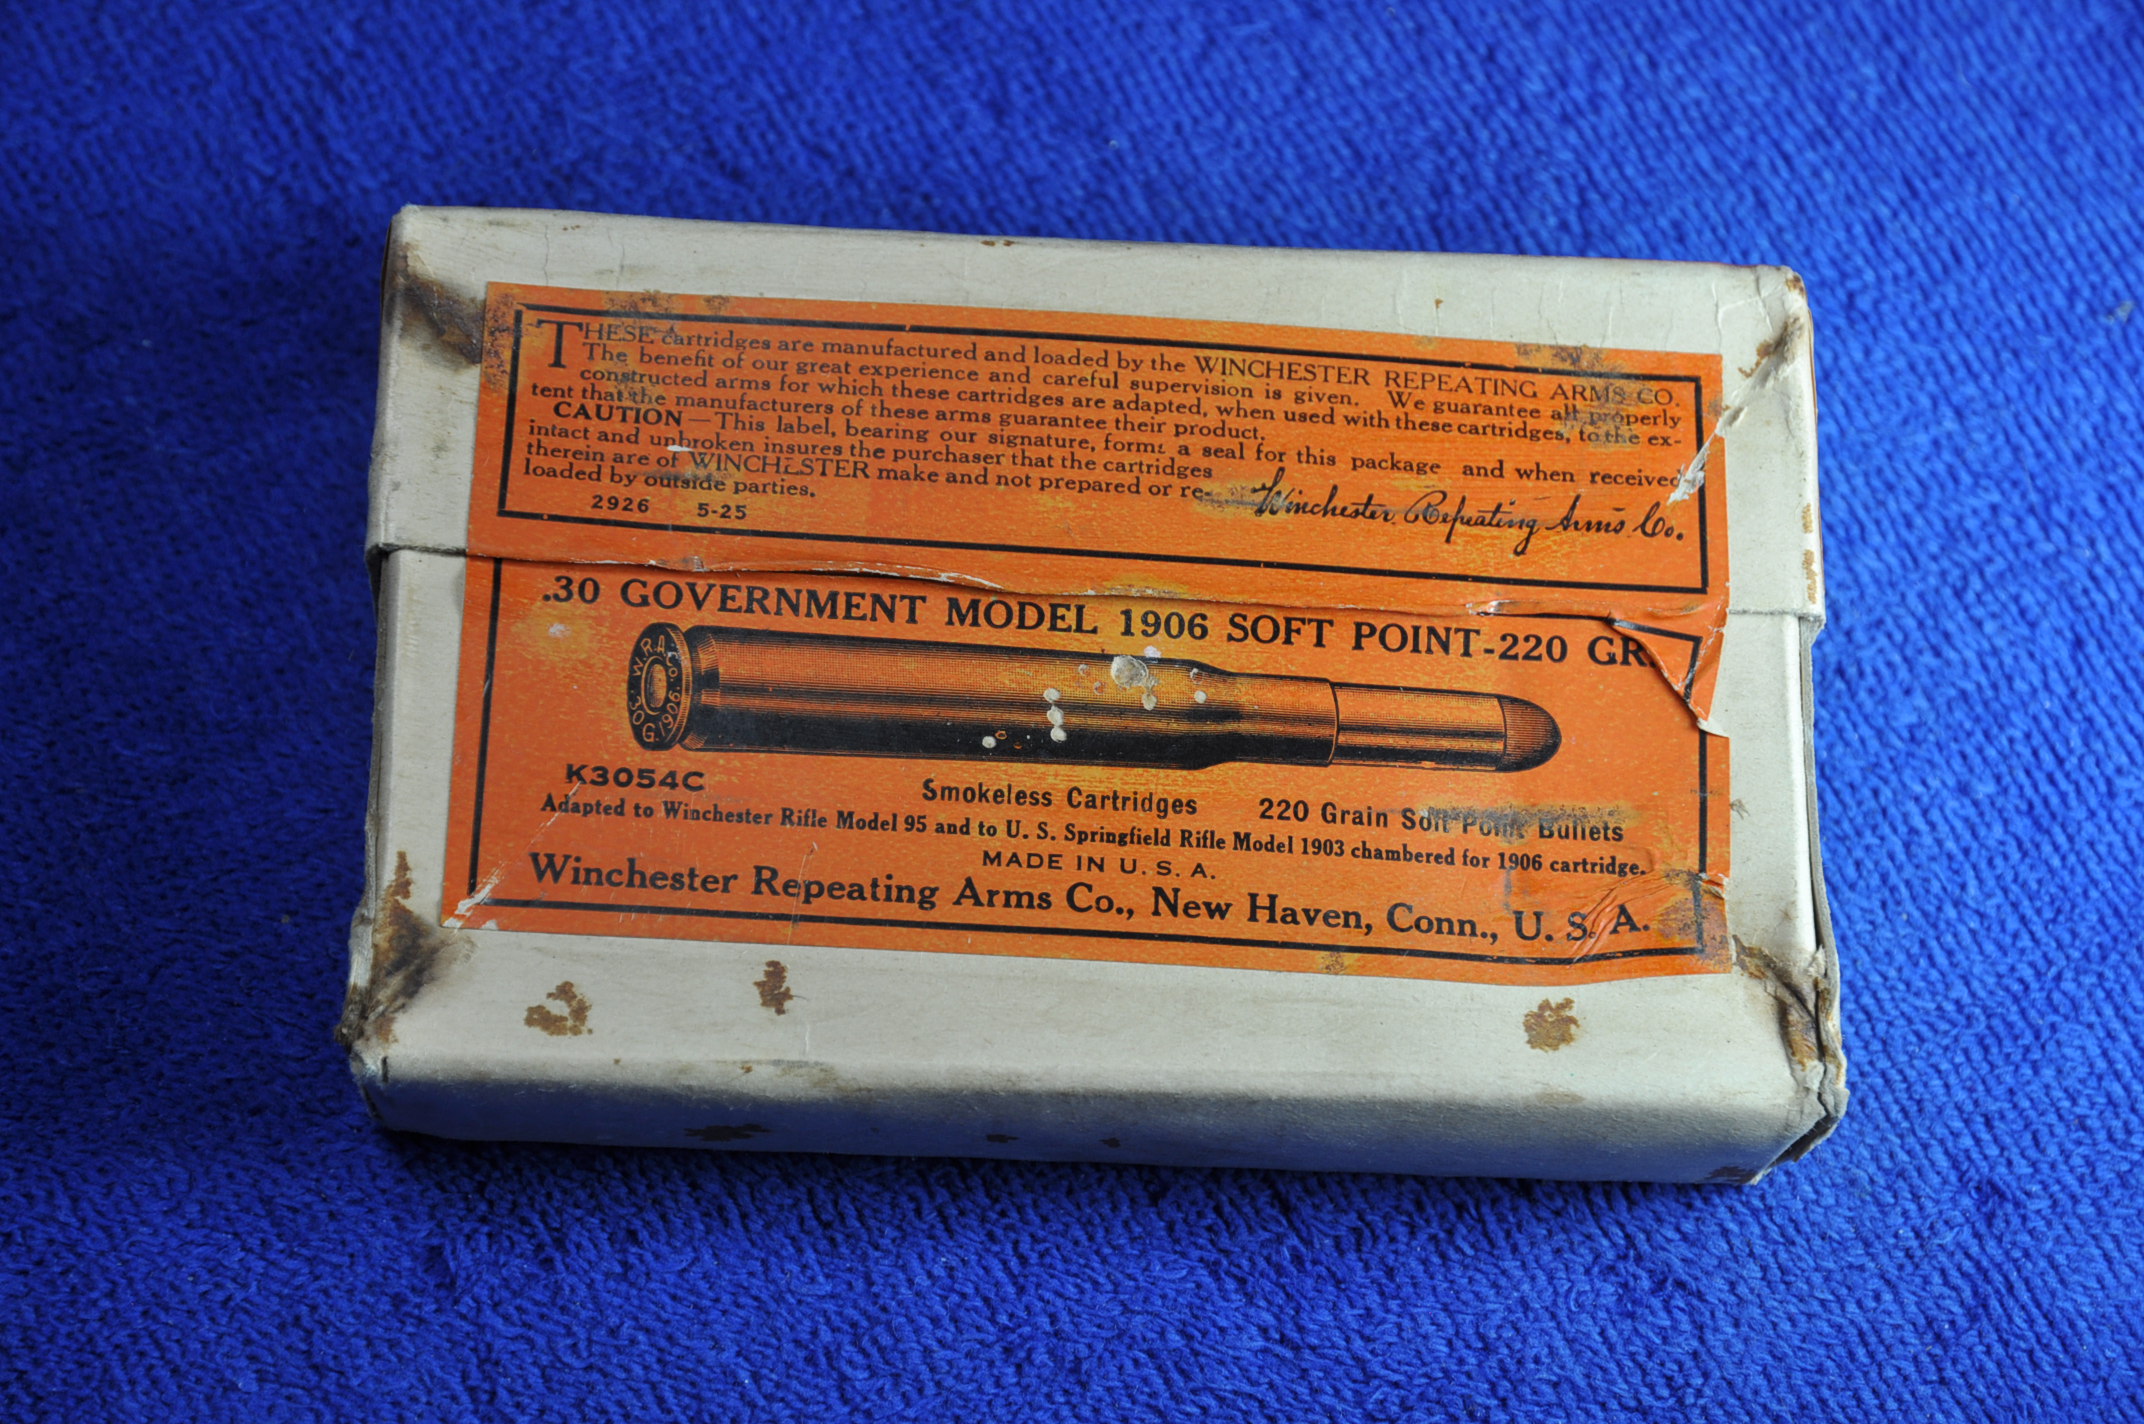 THESE cartridges are manufactured and loaded by the WINCHESTER REPEATING ARMS CO.
The benefit of our great experience and careful supervision is given. We guarantee all properly
constructed arms for which these cartridges are adapted, when used with these cartridges, to the ex-
tent that the manufacturers of these arms guarantee their product.
CAUTION — This label, bearing our signature, forms a seal for this package and when received
intact and unbroken insures the purchaser that the cartridges
therein are of WINCHESTER make and not prepared or re-
loaded by outside parties.
Winchester Repeating Arms Co.
2926 5-25
.30 GOVERNMENT MODEL 1906 SOFT POINT-220 GR.
W.R.A.Co. .30 G. 1906.
K3054C
Smokeless Cartridges 220 Grain Soft Point Bullets
Adapted to Winchester Rifle Model 95 and to U. S. Springfield Rifle Model 1903 chambered for 1906 cartridge.
MADE IN U. S. A.
Winchester Repeating Arms Co., New Haven, Conn., U. S. A.